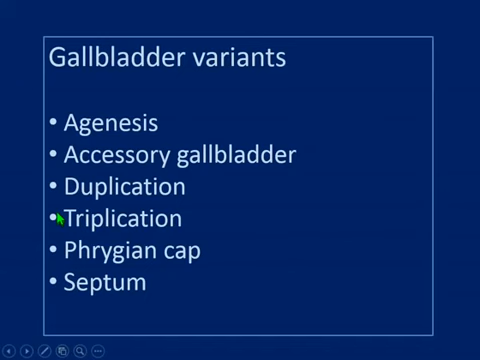 Gallbladder variants
• Agenesis
• Accessory gallbladder
• Duplication
• Triplication
• Phrygian cap
• Septum